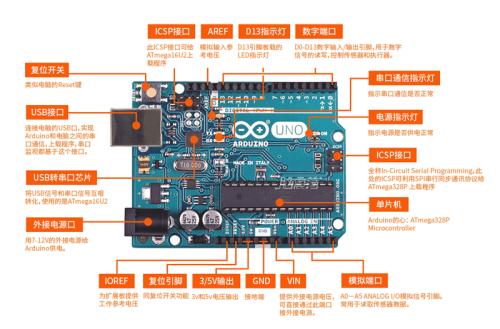 ICSP接口
此ICSP接口可给
ATmega16U2上
载程序
AREF
模拟输入参
考电压
D13指示灯
D13引脚板载的
LED指示灯
数字端口
D0-D13数字输入/输出引脚,用于数字
信号的读写,控制传感器和执行器。
复位开关
类似电脑的Reset键
USB接口
连接电脑的USB口,实现
Arduino和电脑之间的串
口通信。上载程序,串口
监视都基于这个接口。
USB转串口芯片
将USB信号和串口信号互相
转化,使用的是ATmega16U2
外接电源口
用7-12V的外接电源给
Arduino供电。
串口通信指示灯
指示串口通信是否正常
电源指示灯
指示电源是否供电正常
ICSP接口
全称In-Circuit Serial Programming,此
处的ICSP可利用SPI串行同步通讯协议给
ATmega328P上载程序
单片机
Arduino的心:ATmega328P
Microcontroller
UNO
ARDUINO
MADE IN ITALY
POWER
ANALOG IN
IOREF
为扩展板提供
工作参考电压
复位引脚
同复位开关功能
3/5V输出
3v和5v电压输出
GND
接地端
VIN
提供外接电源电压,
可直接通过此端口
接外接电源。
模拟端口
A0-A5 ANALOG I/O模拟信号引脚。
常用于读取传感器数据。